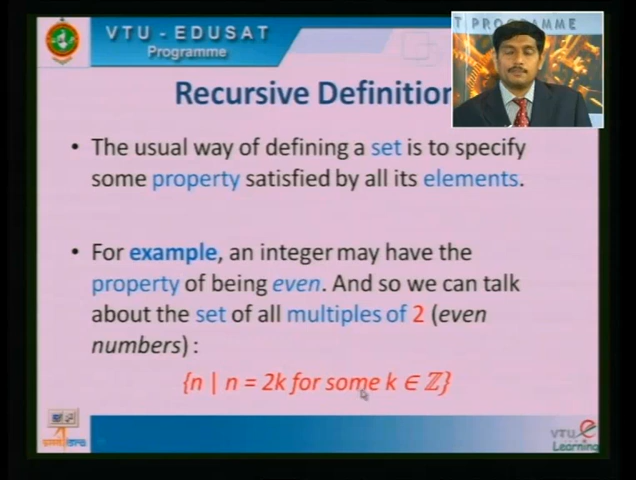 VTU - EDUSAT
Programme
T PROGRAMME
Recursive Definition
• The usual way of defining a set is to specify
some property satisfied by all its elements.
• For example, an integer may have the
property of being even. And so we can talk
about the set of all multiples of 2 (even
numbers) :
{n | n = 2k for some k ∈ ℤ}
VTU e
Learning